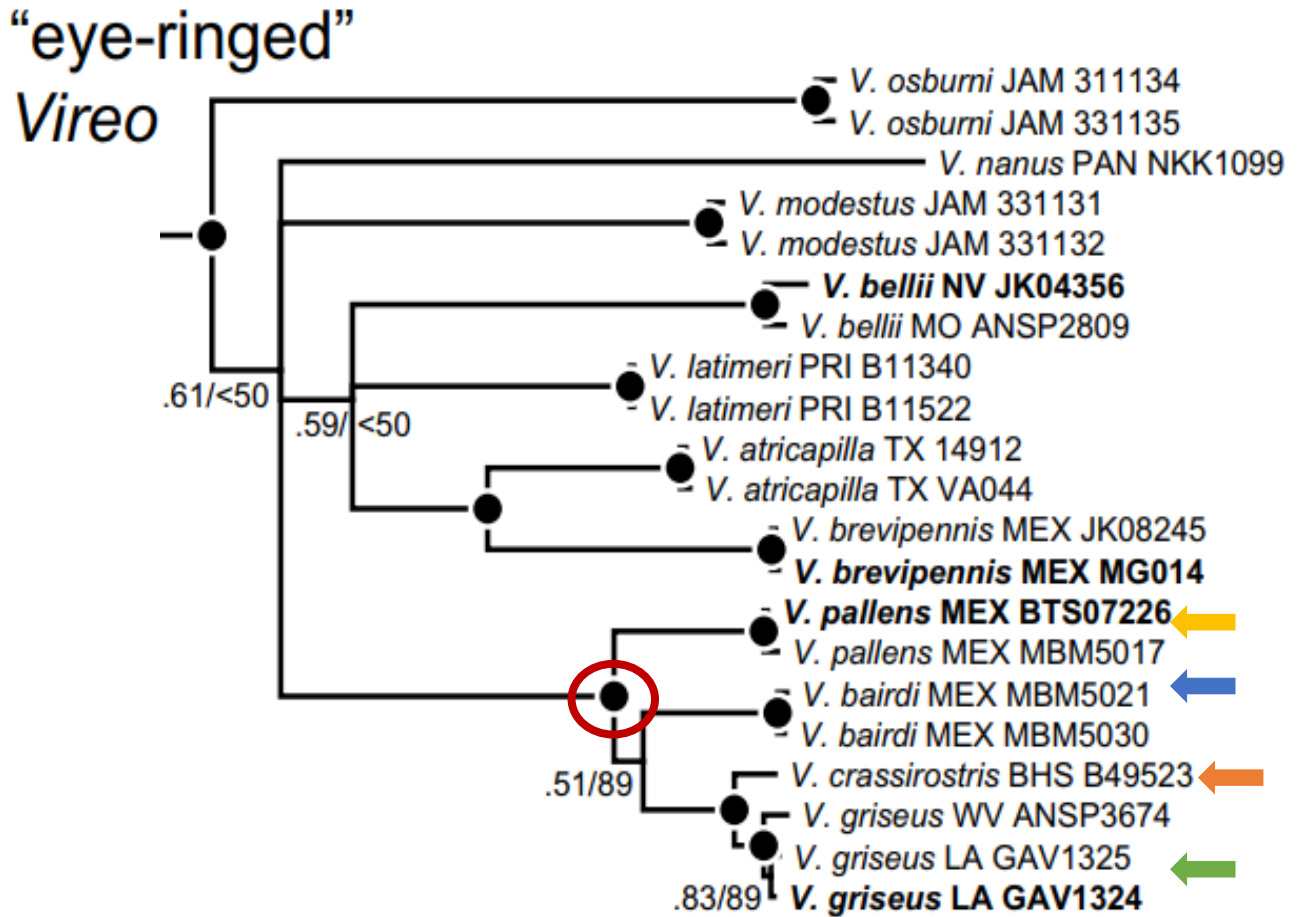 “eye-ringed”
Vireo
V. osburni JAM 311134
V. osburni JAM 331135
V. nanus PAN NKK1099
V. modestus JAM 331131
V. modestus JAM 331132
V. bellii NV JK04356
V. bellii MO ANSP2809
V. latimeri PRI B11340
.61/<50
V. latimeri PRI B11522
.59/ <50
V. atricapilla TX 14912
V. atricapilla TX VA044
V. brevipennis MEX JK08245
V. brevipennis MEX MG014
V. pallens MEX BTS07226
V. pallens MEX MBM5017
V. bairdi MEX MBM5021
V. bairdi MEX MBM5030
V. crassirostris BHS B49523
.51/89
V. griseus WV ANSP3674
V. griseus LA GAV1325
.83/89
V. griseus LA GAV1324